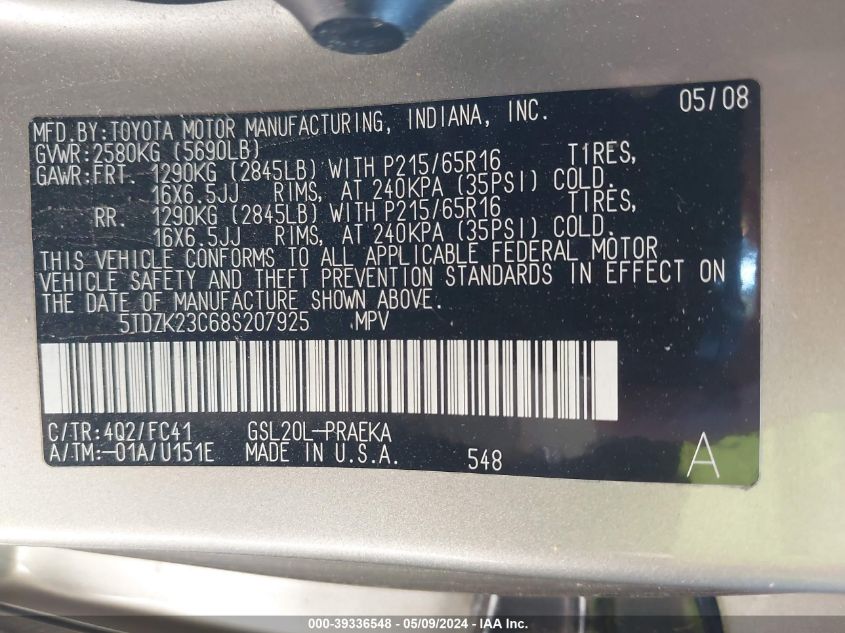 05/08
MFD.BY:TOYOTA MOTOR MANUFACTURING, INDIANA, INC.
GVWR:2580KG (5690LB)
GAWR:FRT. 1290KG (2845LB) WITH P215/65R16 TIRES,
16X6.5JJ RIMS, AT 240KPA (35PSI) COLD.
RR. 1290KG (2845LB) WITH P215/65R16 TIRES,
16X6.5JJ RIMS, AT 240KPA (35PSI) COLD.
THIS VEHICLE CONFORMS TO ALL APPLICABLE FEDERAL MOTOR
VEHICLE SAFETY AND THEFT PREVENTION STANDARDS IN EFFECT ON
THE DATE OF MANUFACTURE SHOWN ABOVE.
5TDZK23C68S207925 MPV
C/TR:4Q2/FC41 GSL20L-PRAEKA
A/TM:-01A/U151E MADE IN U.S.A. 548 A
000-39336548 - 05/09/2024 - IAA Inc.